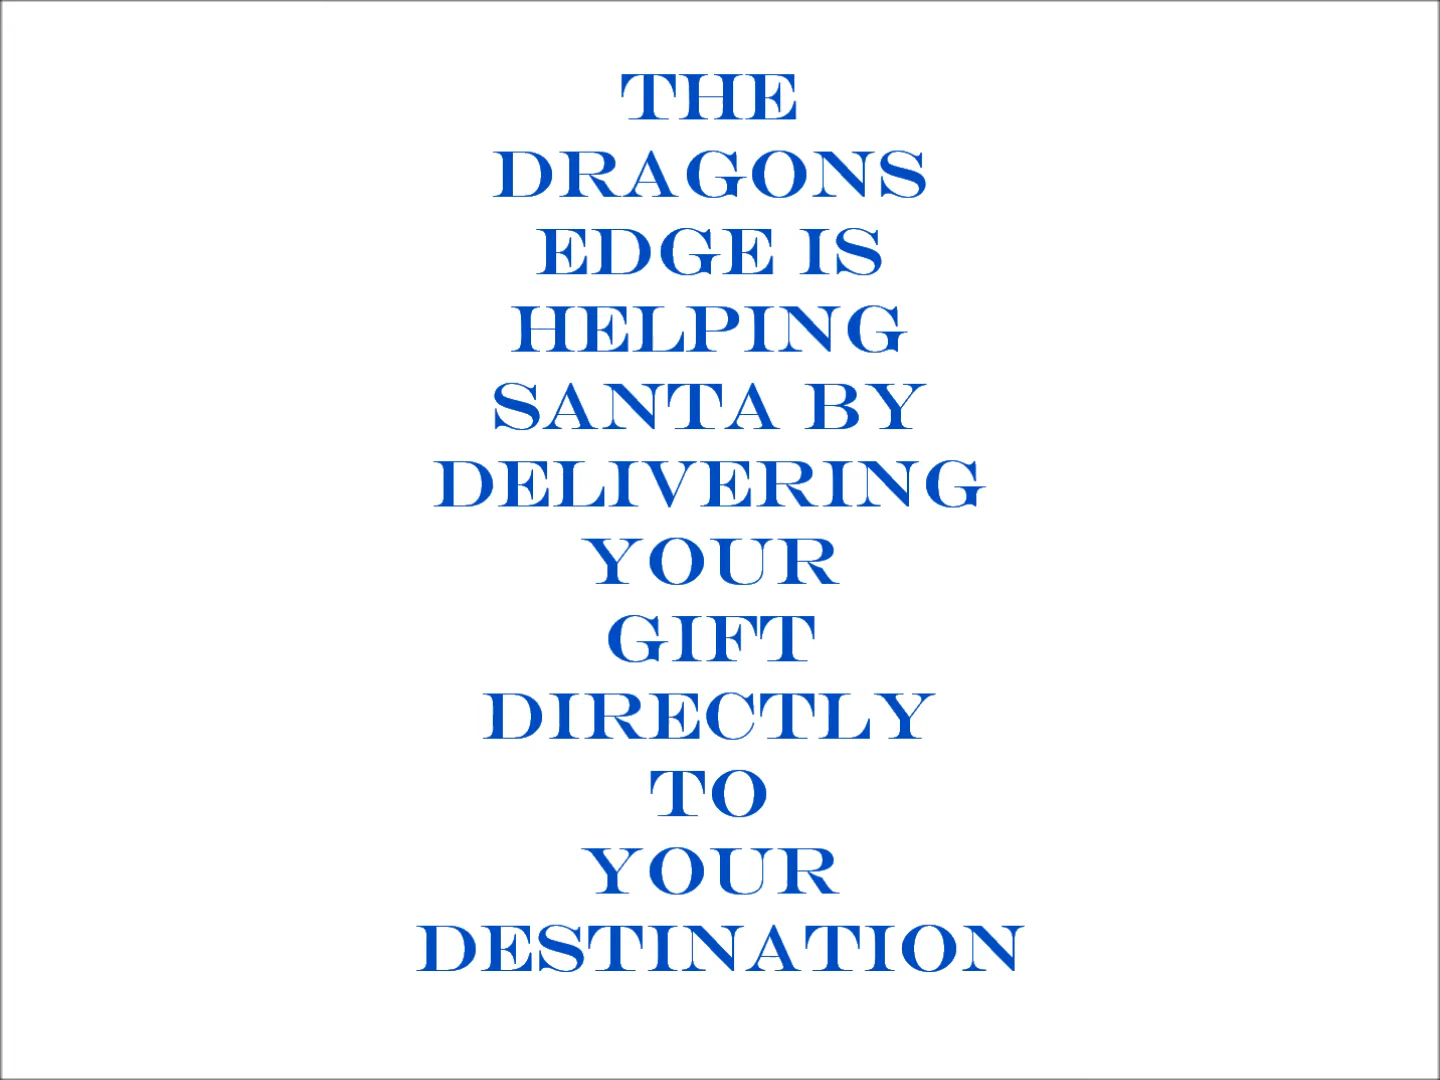 THE
DRAGONS
EDGE IS
HELPING
SANTA BY
DELIVERING
YOUR
GIFT
DIRECTLY
TO
YOUR
DESTINATION